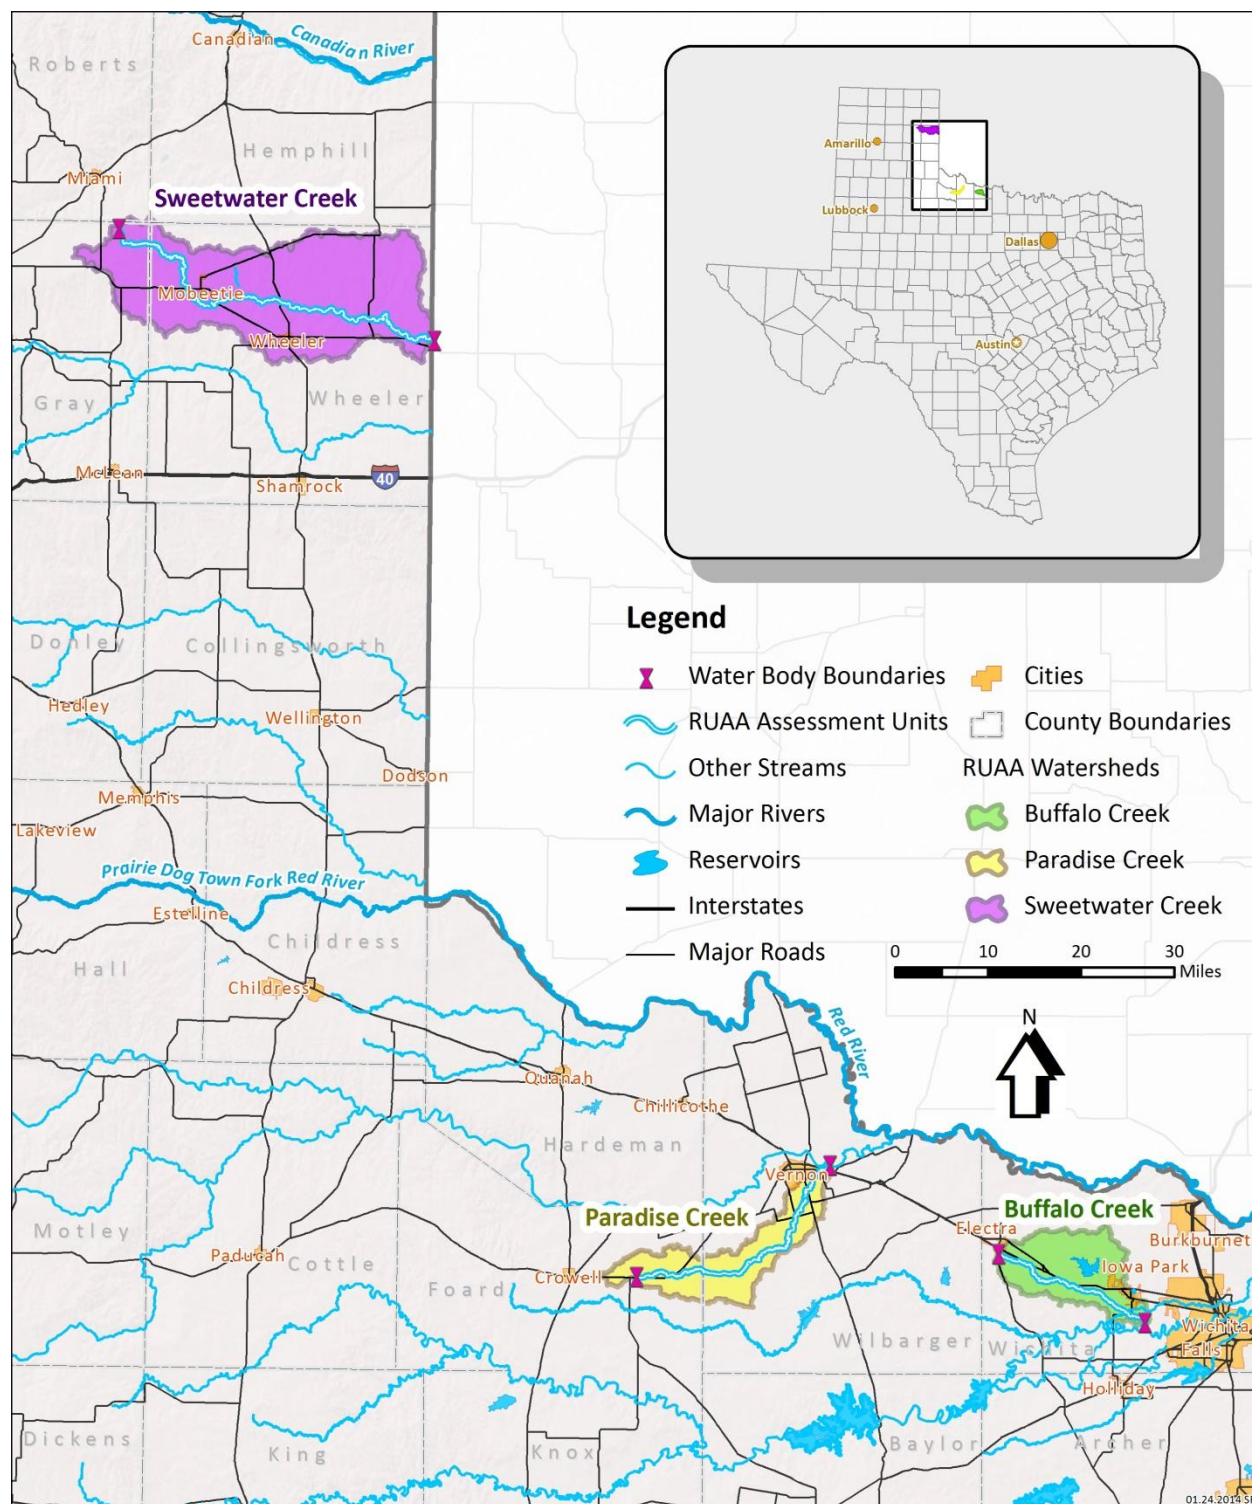 Canadian
Canadian River
Roberts
Hemphill
Miami
Sweetwater Creek
Mobeetie
Wheeler
Gray
Wheeler
McLean
Shamrock
40
Amarillo
Lubbock
Dallas
Austin
Donley
Collingsworth
Hedley
Wellington
Dodson
Memphis
Lakeview
Prairie Dog Town Fork Red River
Estelline
Childress
Hall
Childress
Legend
Water Body Boundaries
RUAA Assessment Units
Other Streams
Major Rivers
Reservoirs
Interstates
Major Roads
Cities
County Boundaries
RUAA Watersheds
Buffalo Creek
Paradise Creek
Sweetwater Creek
0 10 20 30
Miles
N
Red River
Quanah
Chillicothe
Hardeman
Vernon
Paradise Creek
Buffalo Creek
Electra
Burkburnet
Iowa Park
Motley
Paducah
Cottle
Crowell
Foard
Wilbarger
Wichita
Wichita
Falls
Holliday
Dickens
King
Knox
Baylor
Archer